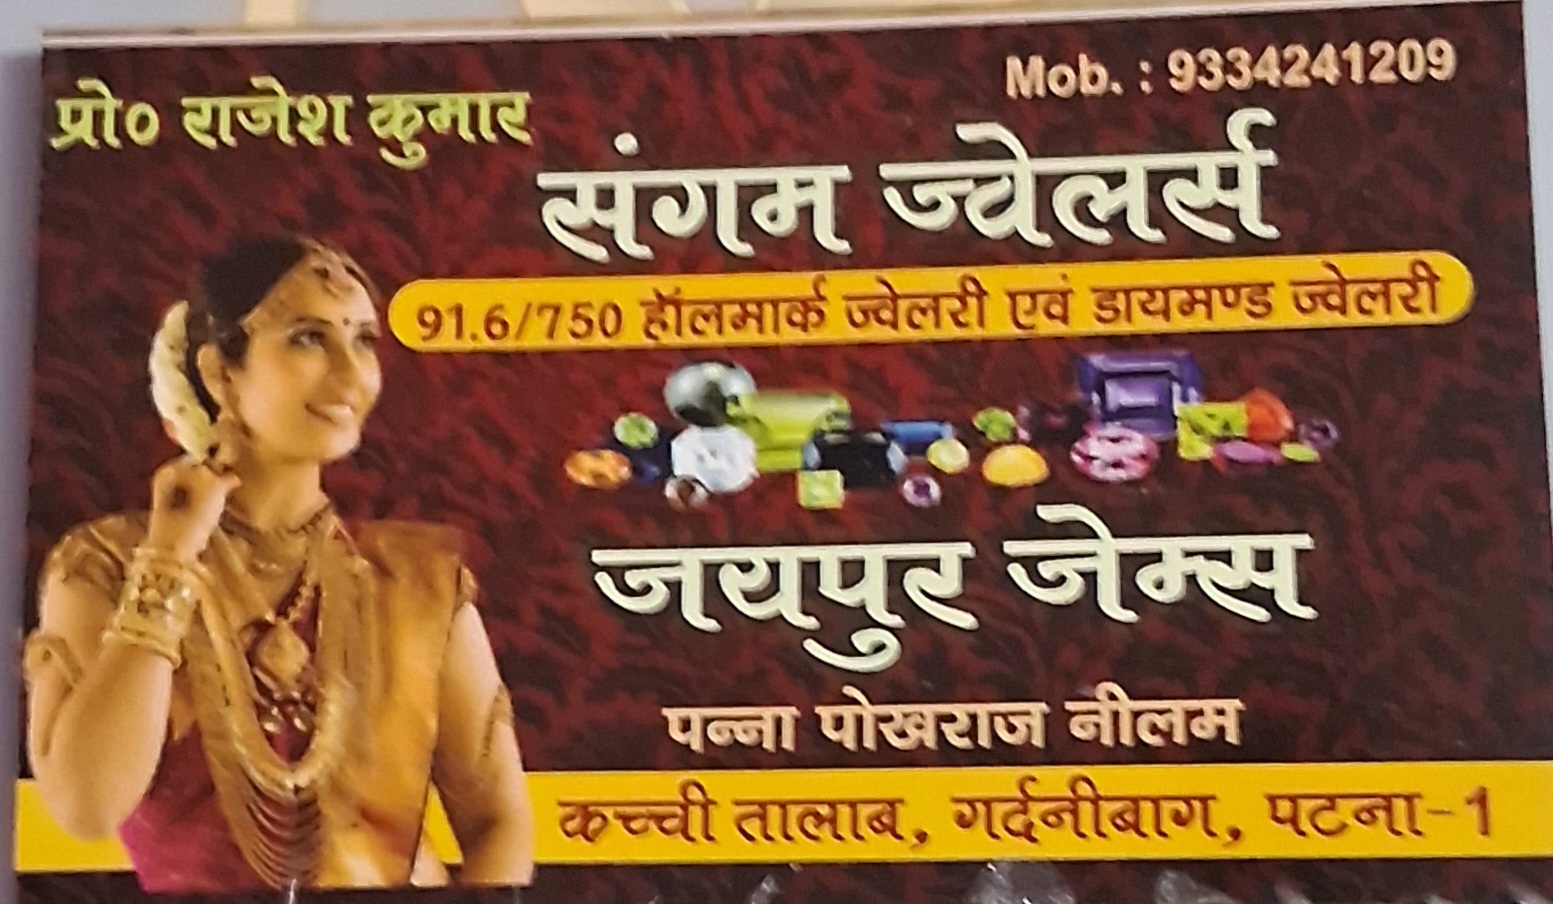 प्रो० राजेश कुमार
Mob. : 9334241209
संगम ज्वेलर्स
91.6/750 हॉलमार्क ज्वेलरी एवं डायमण्ड ज्वेलरी
जयपुर जेम्स
पन्ना पोखराज नीलम
कच्ची तालाब, गर्दनीबाग, पटना-1